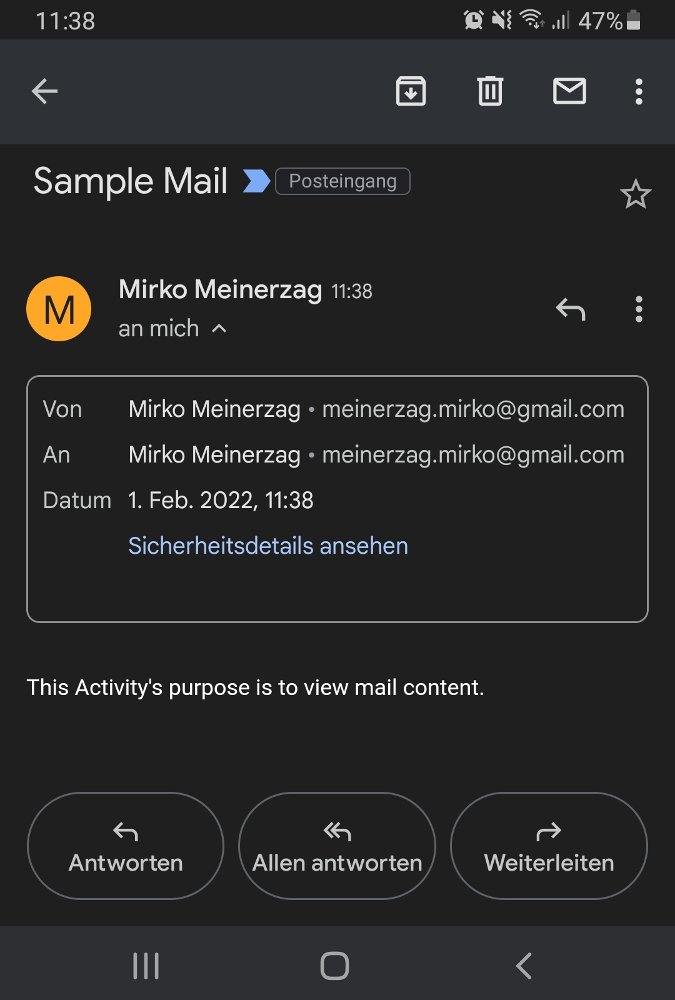 11:38
47%
Sample Mail Posteingang
M
Mirko Meinerzag 11:38
an mich
Von Mirko Meinerzag • meinerzag.mirko@gmail.com
An Mirko Meinerzag • meinerzag.mirko@gmail.com
Datum 1. Feb. 2022, 11:38
Sicherheitsdetails ansehen
This Activity's purpose is to view mail content.
Antworten
Allen antworten
Weiterleiten